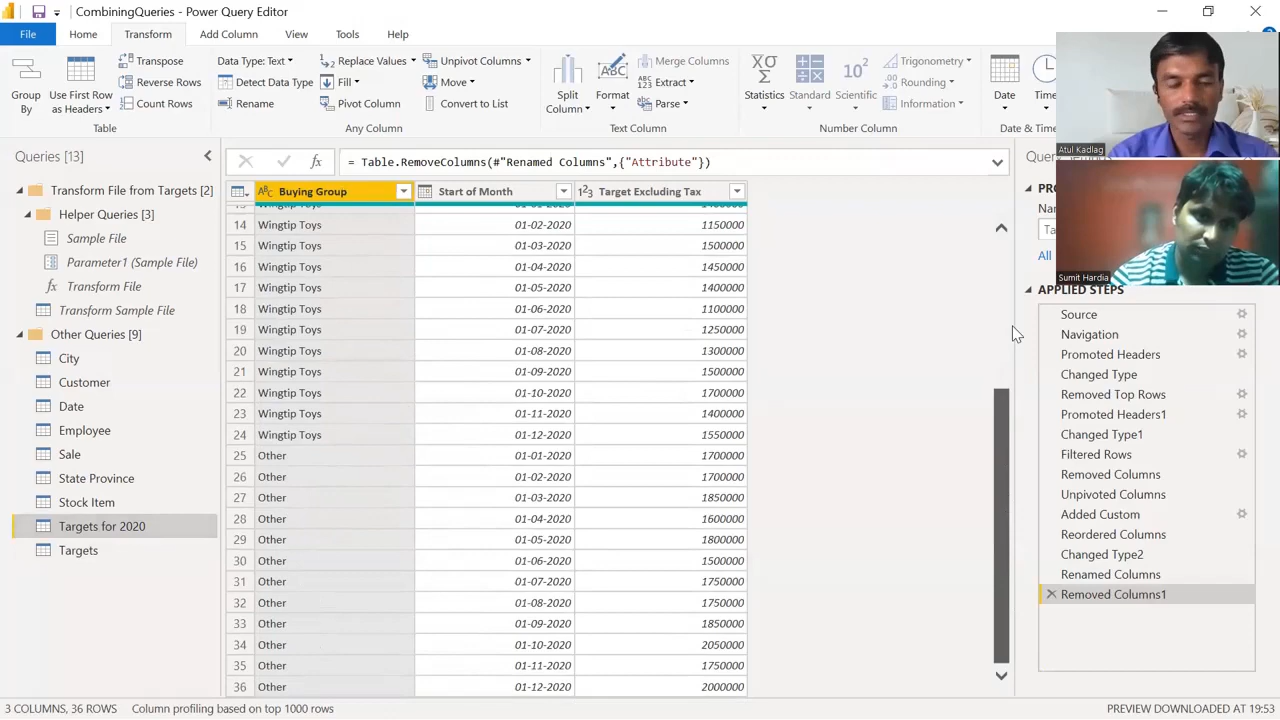 CombiningQueries - Power Query Editor
File Home Transform Add Column View Tools Help
Group By
Use First Row as Headers
Transpose
Reverse Rows
Count Rows
Table
Data Type: Text
Detect Data Type
Rename
Replace Values
Fill
Pivot Column
Unpivot Columns
Move
Convert to List
Any Column
Split Column
Format
ABC
Merge Columns
Extract
Parse
Text Column
Statistics
Standard
Scientific
10²
Trigonometry
Rounding
Information
Number Column
Date
Time
Date & Time
Atul Kadlag
Sumit Hardia
Queries [13]
Transform File from Targets [2]
Helper Queries [3]
Sample File
Parameter1 (Sample File)
fx Transform File
Transform Sample File
Other Queries [9]
City
Customer
Date
Employee
Sale
State Province
Stock Item
Targets for 2020
Targets
fx = Table.RemoveColumns(#"Renamed Columns",{"Attribute"})
Buying Group Start of Month 123 Target Excluding Tax
14 Wingtip Toys 01-02-2020 1150000
15 Wingtip Toys 01-03-2020 1500000
16 Wingtip Toys 01-04-2020 1450000
17 Wingtip Toys 01-05-2020 1400000
18 Wingtip Toys 01-06-2020 1100000
19 Wingtip Toys 01-07-2020 1250000
20 Wingtip Toys 01-08-2020 1300000
21 Wingtip Toys 01-09-2020 1500000
22 Wingtip Toys 01-10-2020 1700000
23 Wingtip Toys 01-11-2020 1400000
24 Wingtip Toys 01-12-2020 1550000
25 Other 01-01-2020 1700000
26 Other 01-02-2020 1700000
27 Other 01-03-2020 1850000
28 Other 01-04-2020 1600000
29 Other 01-05-2020 1800000
30 Other 01-06-2020 1500000
31 Other 01-07-2020 1750000
32 Other 01-08-2020 1750000
33 Other 01-09-2020 1850000
34 Other 01-10-2020 2050000
35 Other 01-11-2020 1750000
36 Other 01-12-2020 2000000
All
APPLIED STEPS
Source
Navigation
Promoted Headers
Changed Type
Removed Top Rows
Promoted Headers1
Changed Type1
Filtered Rows
Removed Columns
Unpivoted Columns
Added Custom
Reordered Columns
Changed Type2
Renamed Columns
Removed Columns1
3 COLUMNS, 36 ROWS Column profiling based on top 1000 rows
PREVIEW DOWNLOADED AT 19:53